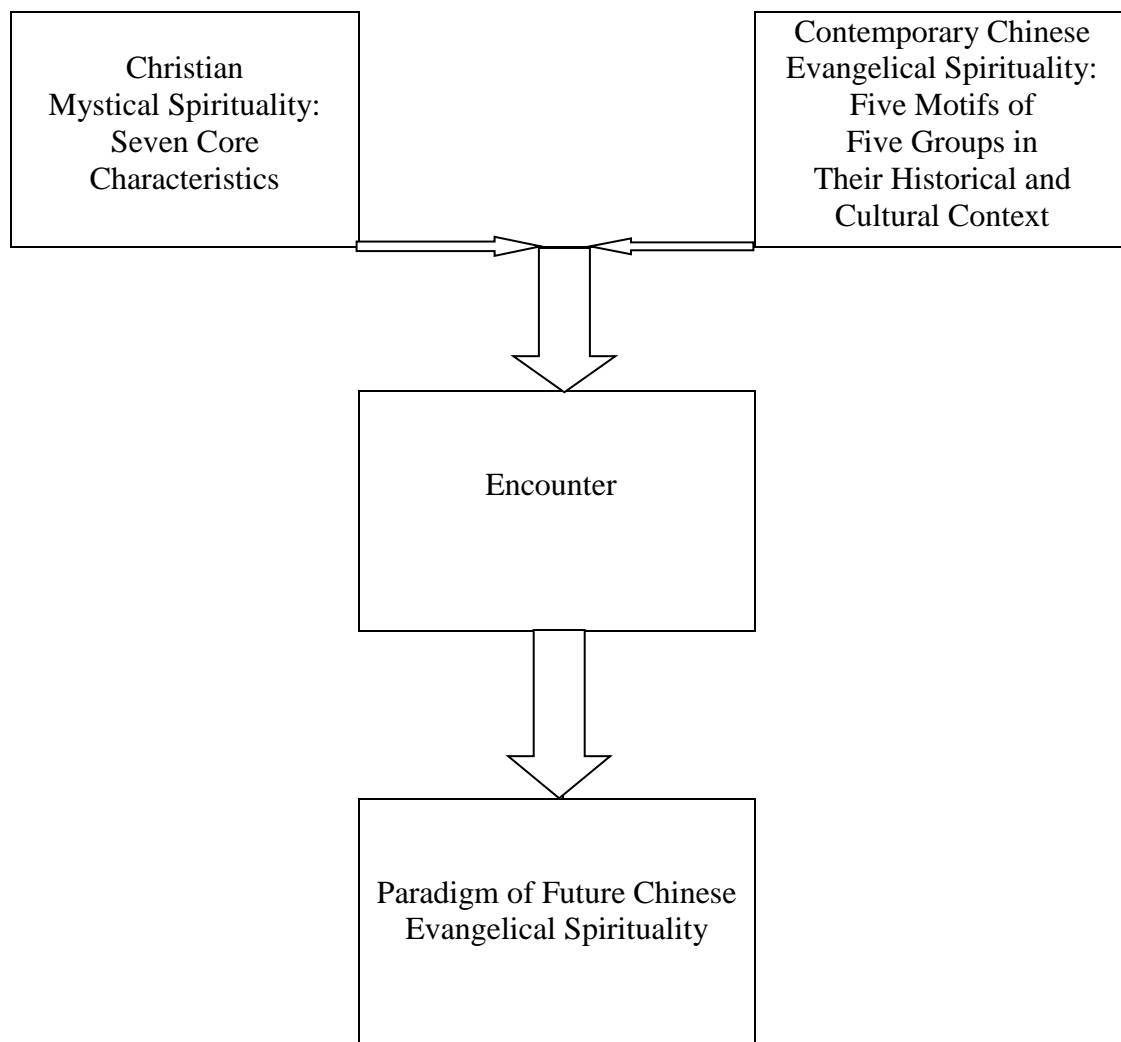 Christian
Mystical Spirituality:
Seven Core
Characteristics
Contemporary Chinese
Evangelical Spirituality:
Five Motifs of
Five Groups in
Their Historical and
Cultural Context
Encounter
Paradigm of Future Chinese
Evangelical Spirituality